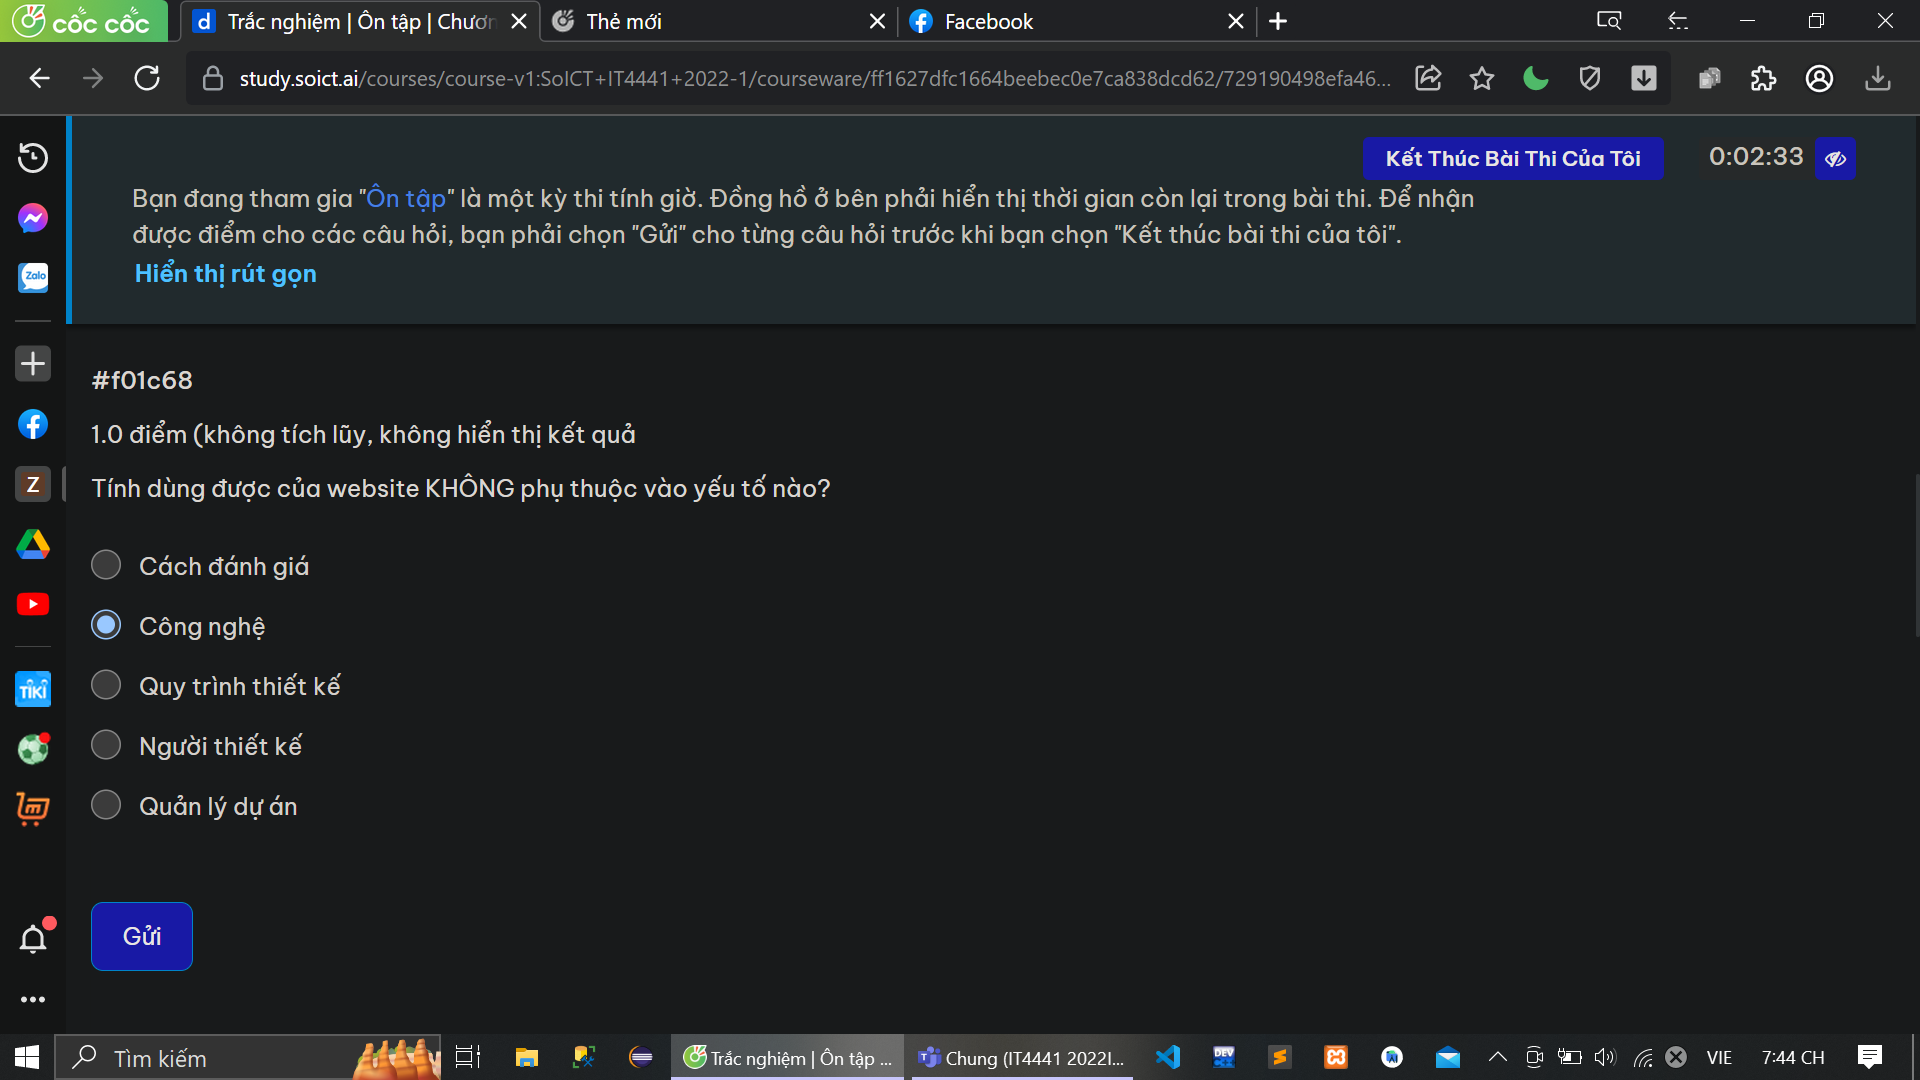 cốc cốc
Trắc nghiệm | Ôn tập | Chươn
Thẻ mới
Facebook
study.soict.ai/courses/course-v1:SoICT+IT4441+2022-1/courseware/ff1627dfc1664beebec0e7ca838dcd62/729190498efa46...
Kết Thúc Bài Thi Của Tôi
0:02:33
Bạn đang tham gia "Ôn tập" là một kỳ thi tính giờ. Đồng hồ ở bên phải hiển thị thời gian còn lại trong bài thi. Để nhận
được điểm cho các câu hỏi, bạn phải chọn "Gửi" cho từng câu hỏi trước khi bạn chọn "Kết thúc bài thi của tôi".
Hiển thị rút gọn
Zalo
Z
TIKI
#f01c68
1.0 điểm (không tích lũy, không hiển thị kết quả
Tính dùng được của website KHÔNG phụ thuộc vào yếu tố nào?
Cách đánh giá
Công nghệ
Quy trình thiết kế
Người thiết kế
Quản lý dự án
Gửi
Tìm kiếm
Trắc nghiệm | Ôn tập ...
Chung (IT4441 2022I...
DEV
VIE
7:44 CH